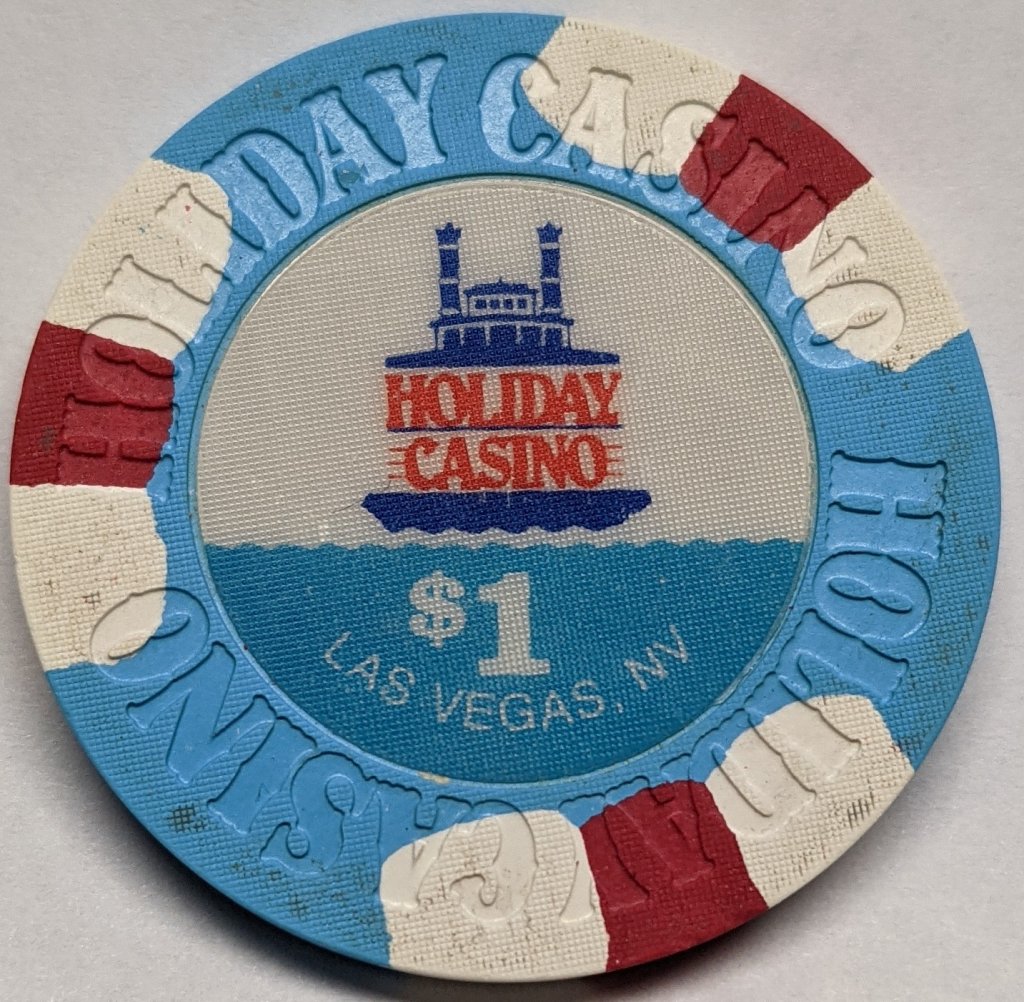 HOLIDAY CASINO
HOLIDAY CASINO
HOLIDAY
CASINO
$1
LAS VEGAS, NV